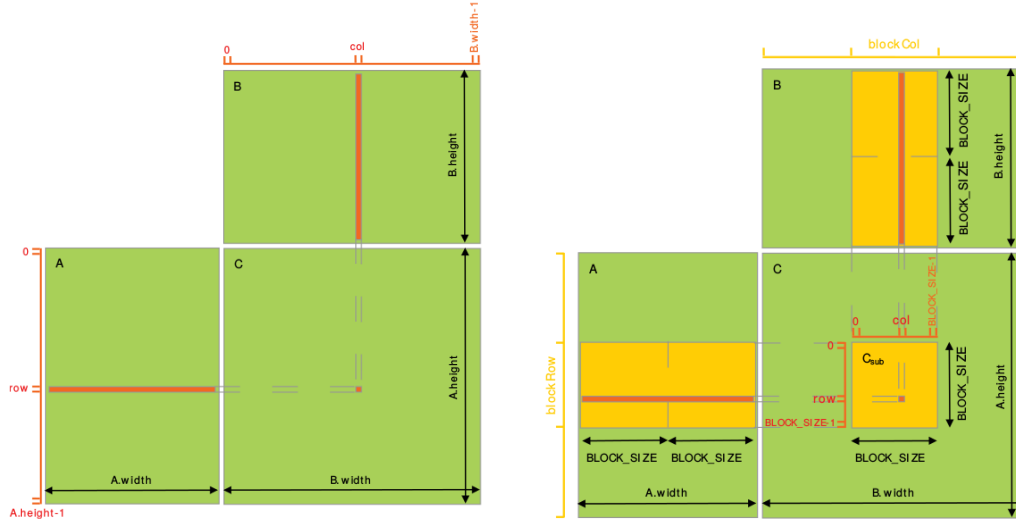 B.width-1
0
col
B
B.height
0
A
C
row
A.height
A.width
B.width
A.height-1
blockCol
B
BLOCK_SIZE
BLOCK_SIZE
B.height
A
C
BLOCK_SIZE-1
0
col
0
blockRow
Csub
BLOCK_SIZE
A.height
row
BLOCK_SIZE-1
BLOCK_SIZE
BLOCK_SIZE
BLOCK_SIZE
A.width
B.width